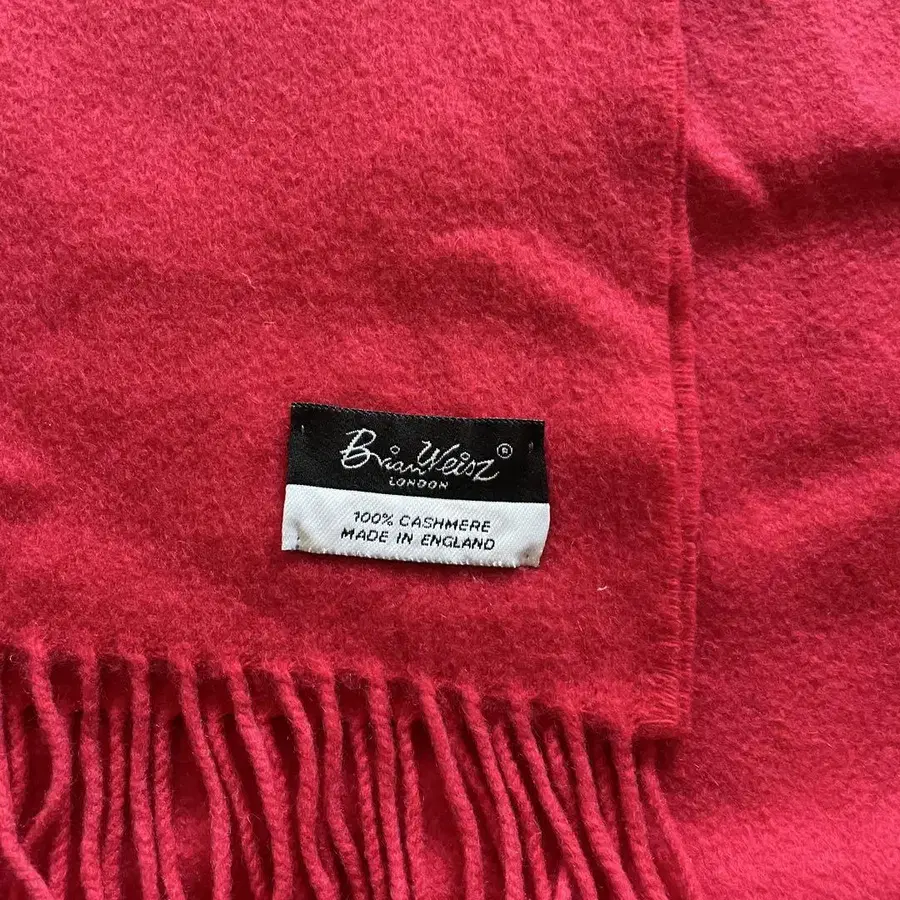 Brian Weisz ®
LONDON
100% CASHMERE
MADE IN ENGLAND